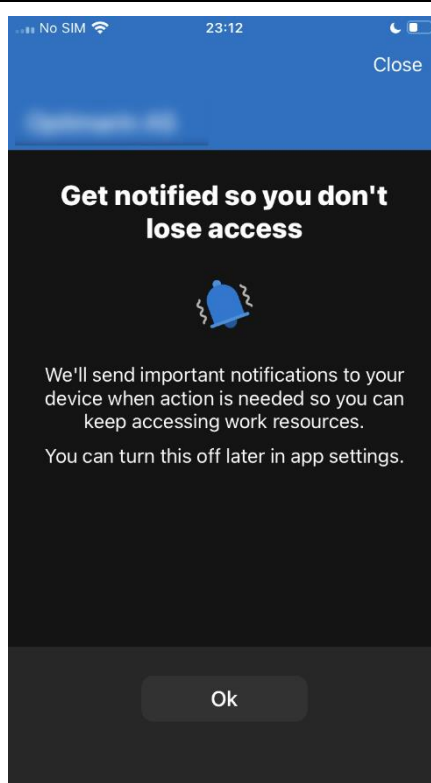 No SIM 23:12
Close
Get notified so you don't
lose access
We'll send important notifications to your
device when action is needed so you can
keep accessing work resources.
You can turn this off later in app settings.
Ok